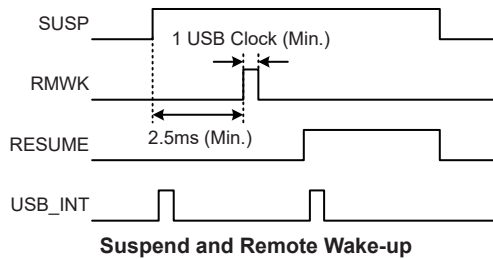 SUSP
1 USB Clock (Min.)
RMWK
2.5ms (Min.)
RESUME
USB_INT
Suspend and Remote Wake-up